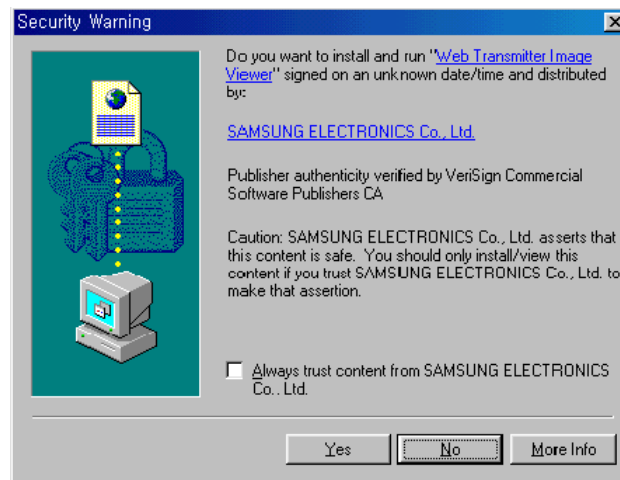 Security Warning
Do you want to install and run "Web Transmitter Image
Viewer" signed on an unknown date/time and distributed
by:
SAMSUNG ELECTRONICS Co., Ltd.
Publisher authenticity verified by VeriSign Commercial
Software Publishers CA
Caution: SAMSUNG ELECTRONICS Co., Ltd. asserts that
this content is safe. You should only install/view this
content if you trust SAMSUNG ELECTRONICS Co., Ltd. to
make that assertion.
Always trust content from SAMSUNG ELECTRONICS
Co., Ltd.
Yes
No
More Info